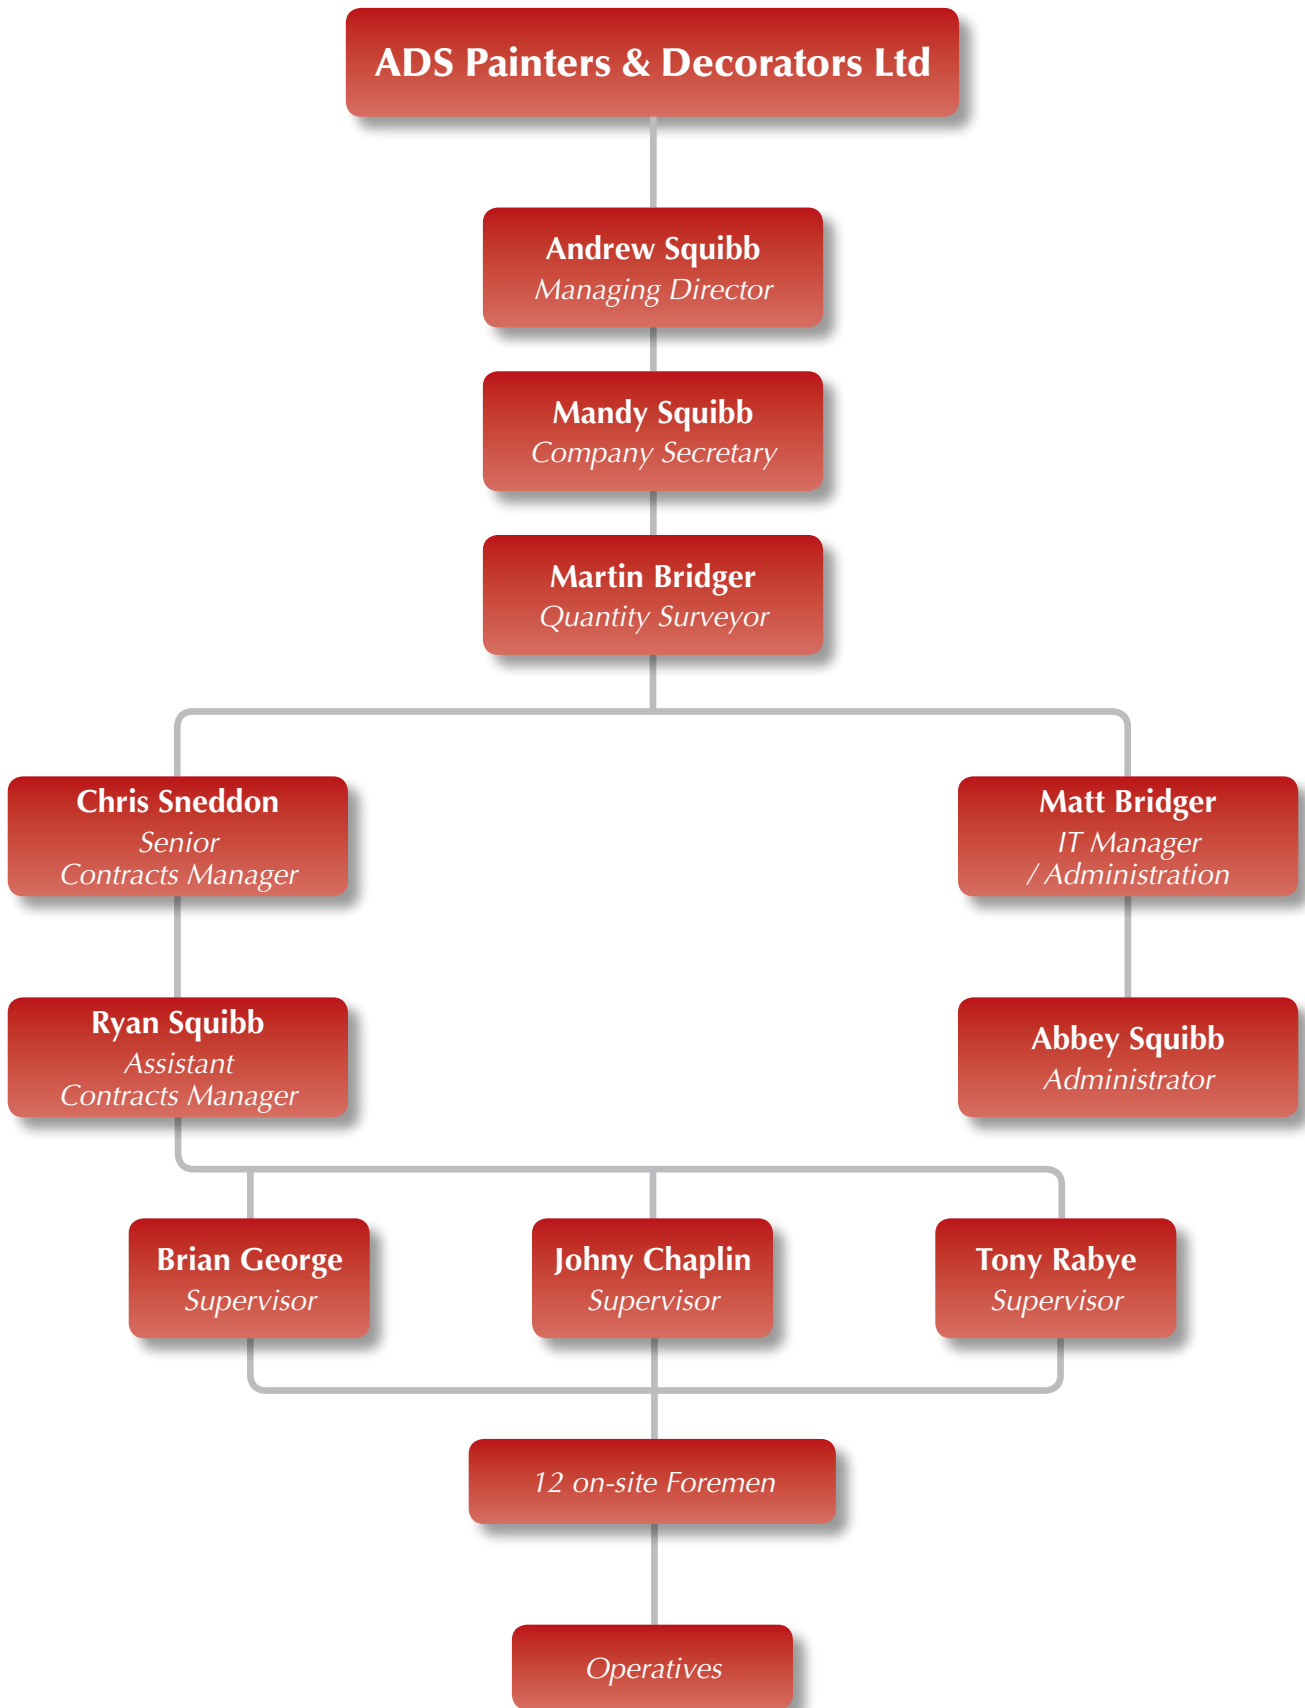 ADS Painters & Decorators Ltd
Andrew Squibb
Managing Director
Mandy Squibb
Company Secretary
Martin Bridger
Quantity Surveyor
Chris Sneddon
Senior
Contracts Manager
Matt Bridger
IT Manager
/ Administration
Ryan Squibb
Assistant
Contracts Manager
Abbey Squibb
Administrator
Brian George
Supervisor
Johny Chaplin
Supervisor
Tony Rabye
Supervisor
12 on-site Foremen
Operatives